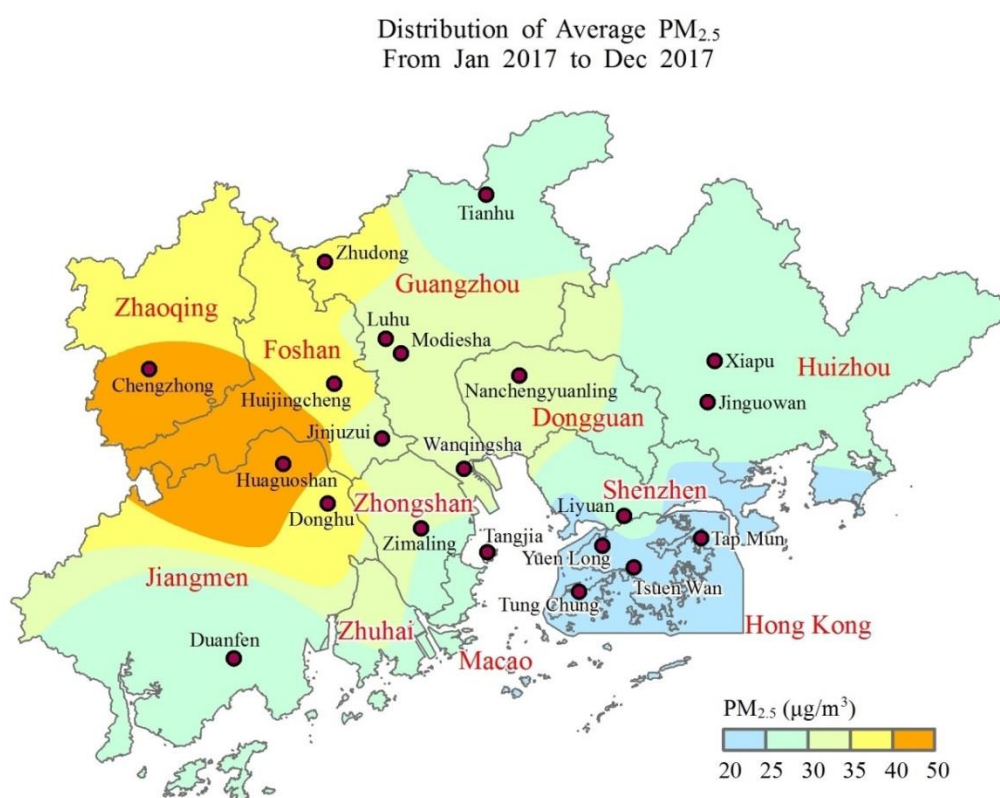 Distribution of Average PM2.5
From Jan 2017 to Dec 2017
Tianhu
Zhudong
Guangzhou
Zhaoqing
Luhu
Foshan
Modiesha
Xiapu
Huizhou
Chengzhong
Huijingcheng
Nanchengyuanling
Jinguowan
Dongguan
Jinjuzui
Wanqingsha
Huaguoshan
Shenzhen
Zhongshan
Donghu
Liyuan
Zimaling
Tangjia
Tap Mun
Yuen Long
Jiangmen
Tsuen Wan
Tung Chung
Zhuhai
Hong Kong
Duanfen
Macao
PM2.5 (μg/m3)
20 25 30 35 40 50